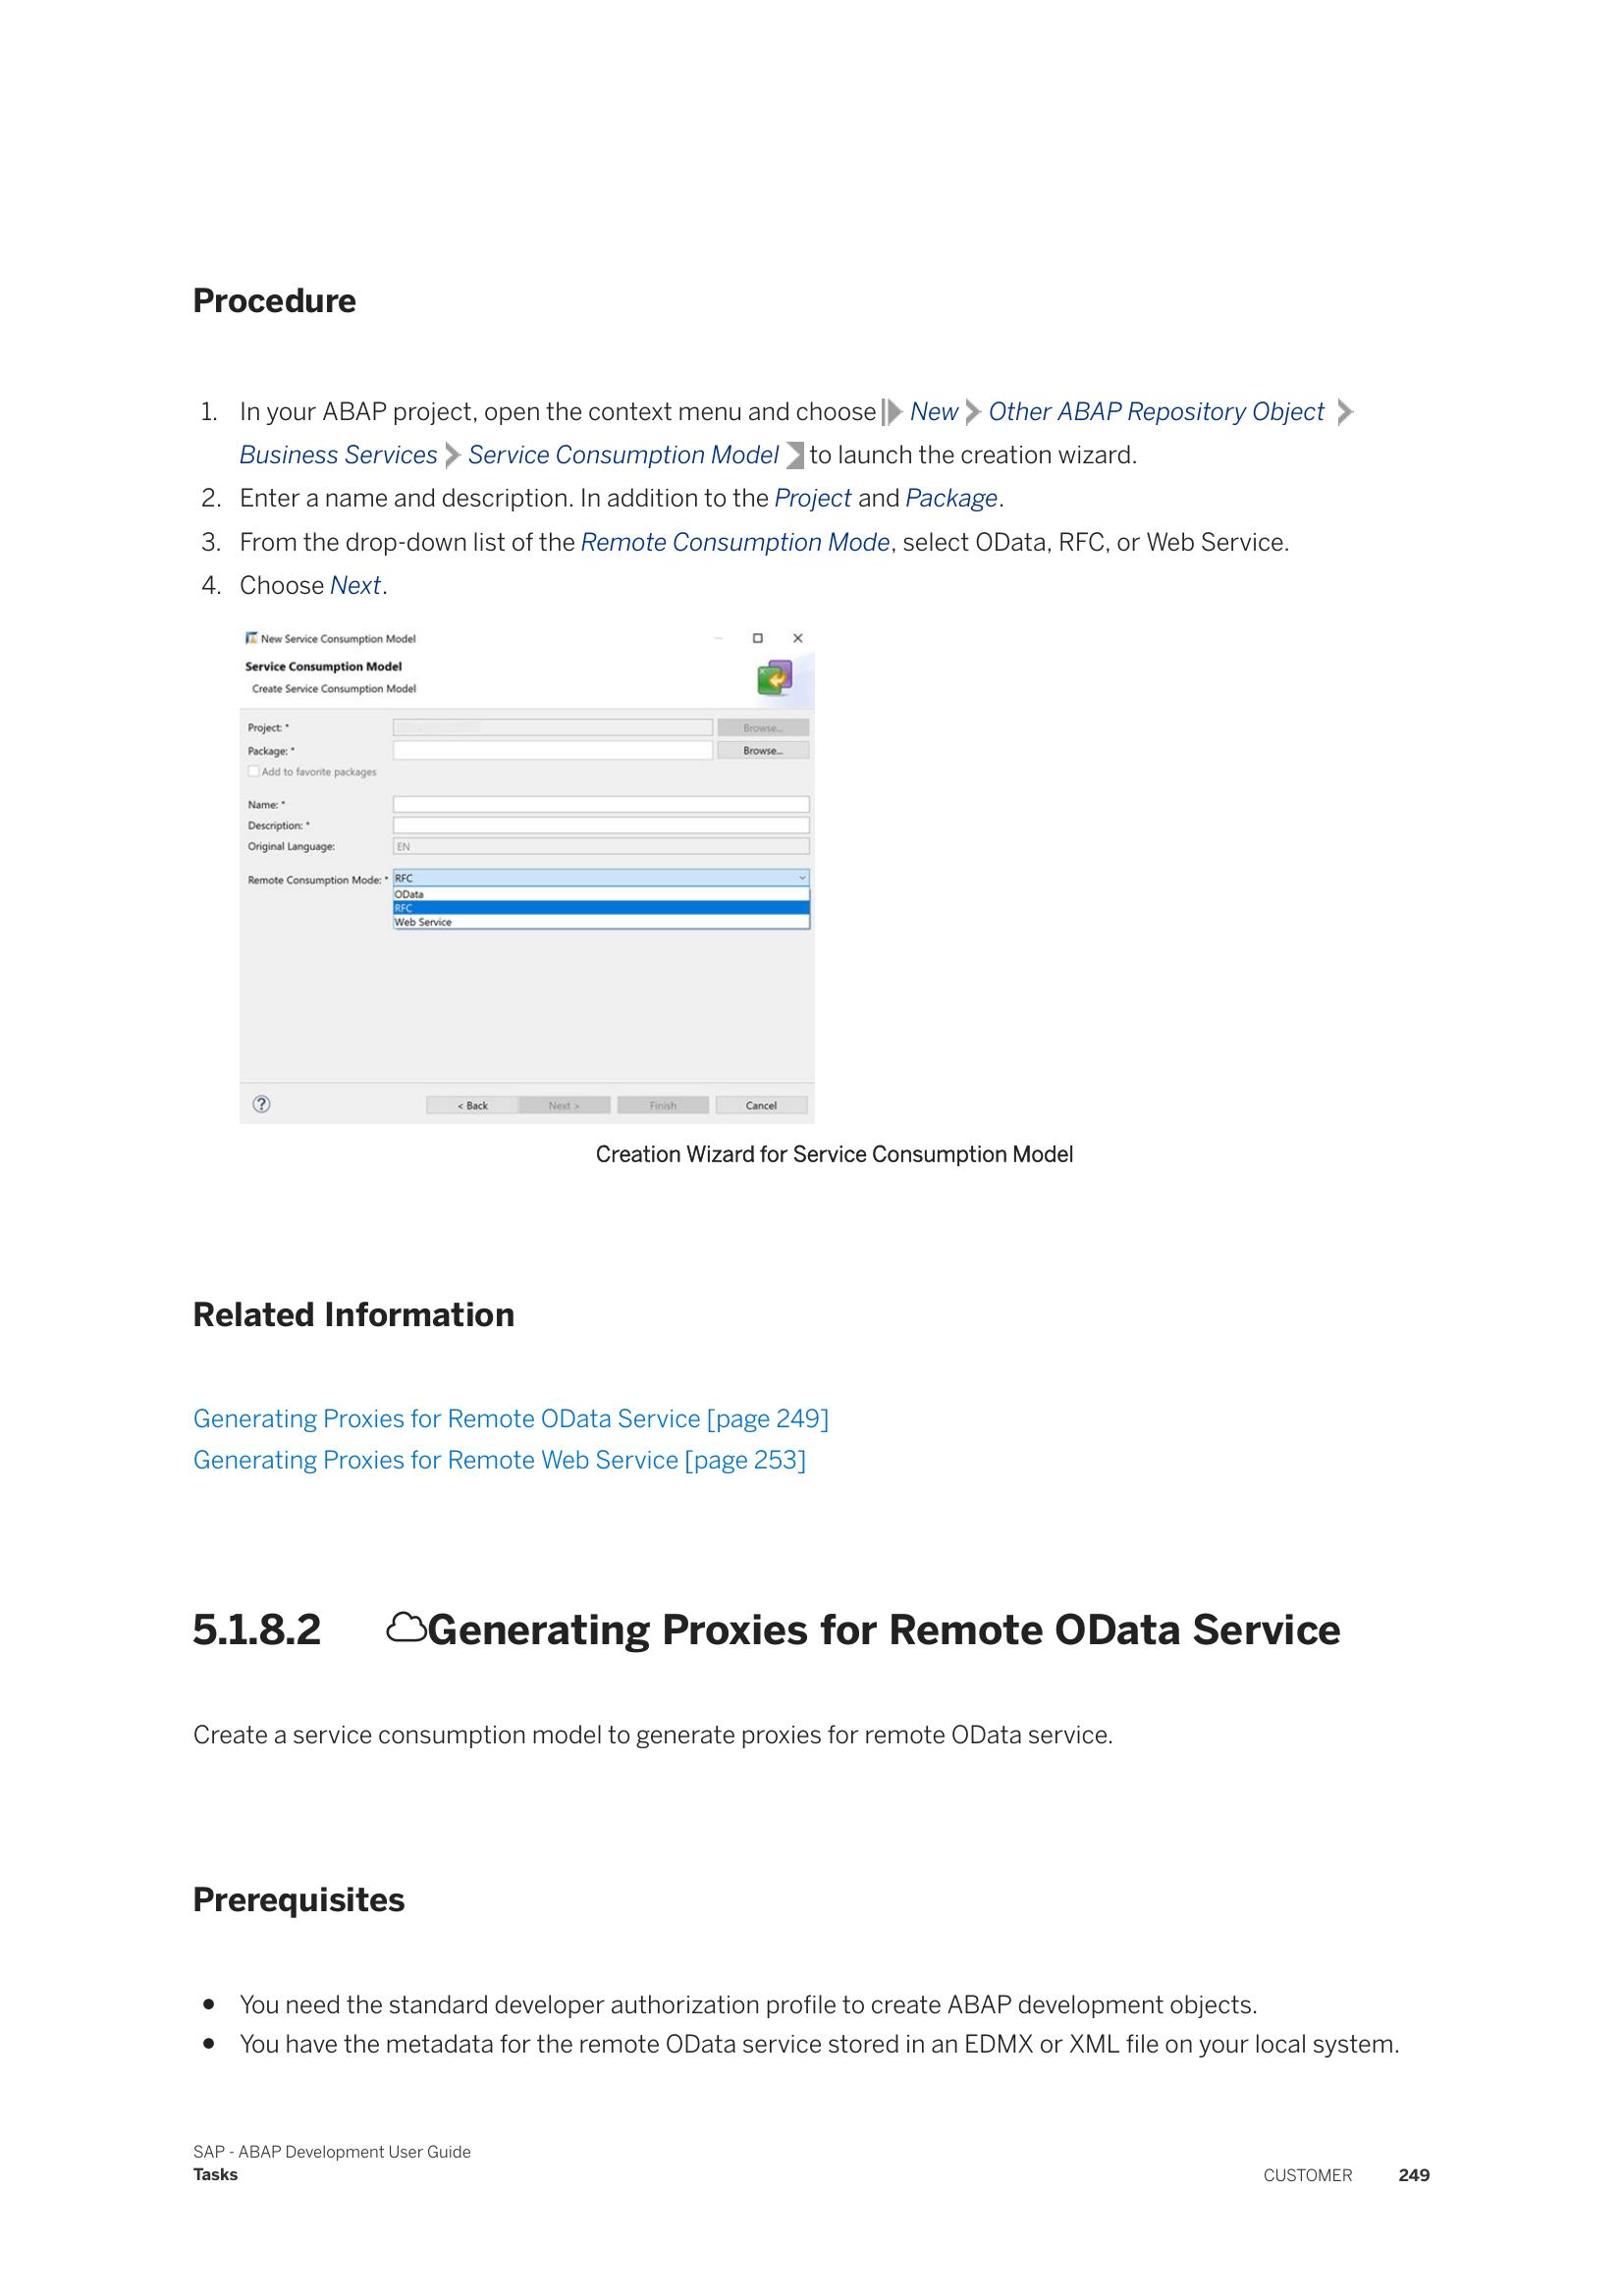 Procedure
1. In your ABAP project, open the context menu and choose New Other ABAP Repository Object
Business Services Service Consumption Model to launch the creation wizard.
2. Enter a name and description. In addition to the Project and Package.
3. From the drop-down list of the Remote Consumption Mode, select OData, RFC, or Web Service.
4. Choose Next.
New Service Consumption Model
Service Consumption Model
Create Service Consumption Model
Project: * Browse...
Package: * Browse...
Add to favorite packages
Name: *
Description: *
Original Language: EN
Remote Consumption Mode: * RFC
OData
RFC
Web Service
? < Back Next > Finish Cancel
Creation Wizard for Service Consumption Model
Related Information
Generating Proxies for Remote OData Service [page 249]
Generating Proxies for Remote Web Service [page 253]
5.1.8.2 Generating Proxies for Remote OData Service
Create a service consumption model to generate proxies for remote OData service.
Prerequisites
• You need the standard developer authorization profile to create ABAP development objects.
• You have the metadata for the remote OData service stored in an EDMX or XML file on your local system.
SAP - ABAP Development User Guide
Tasks CUSTOMER 249